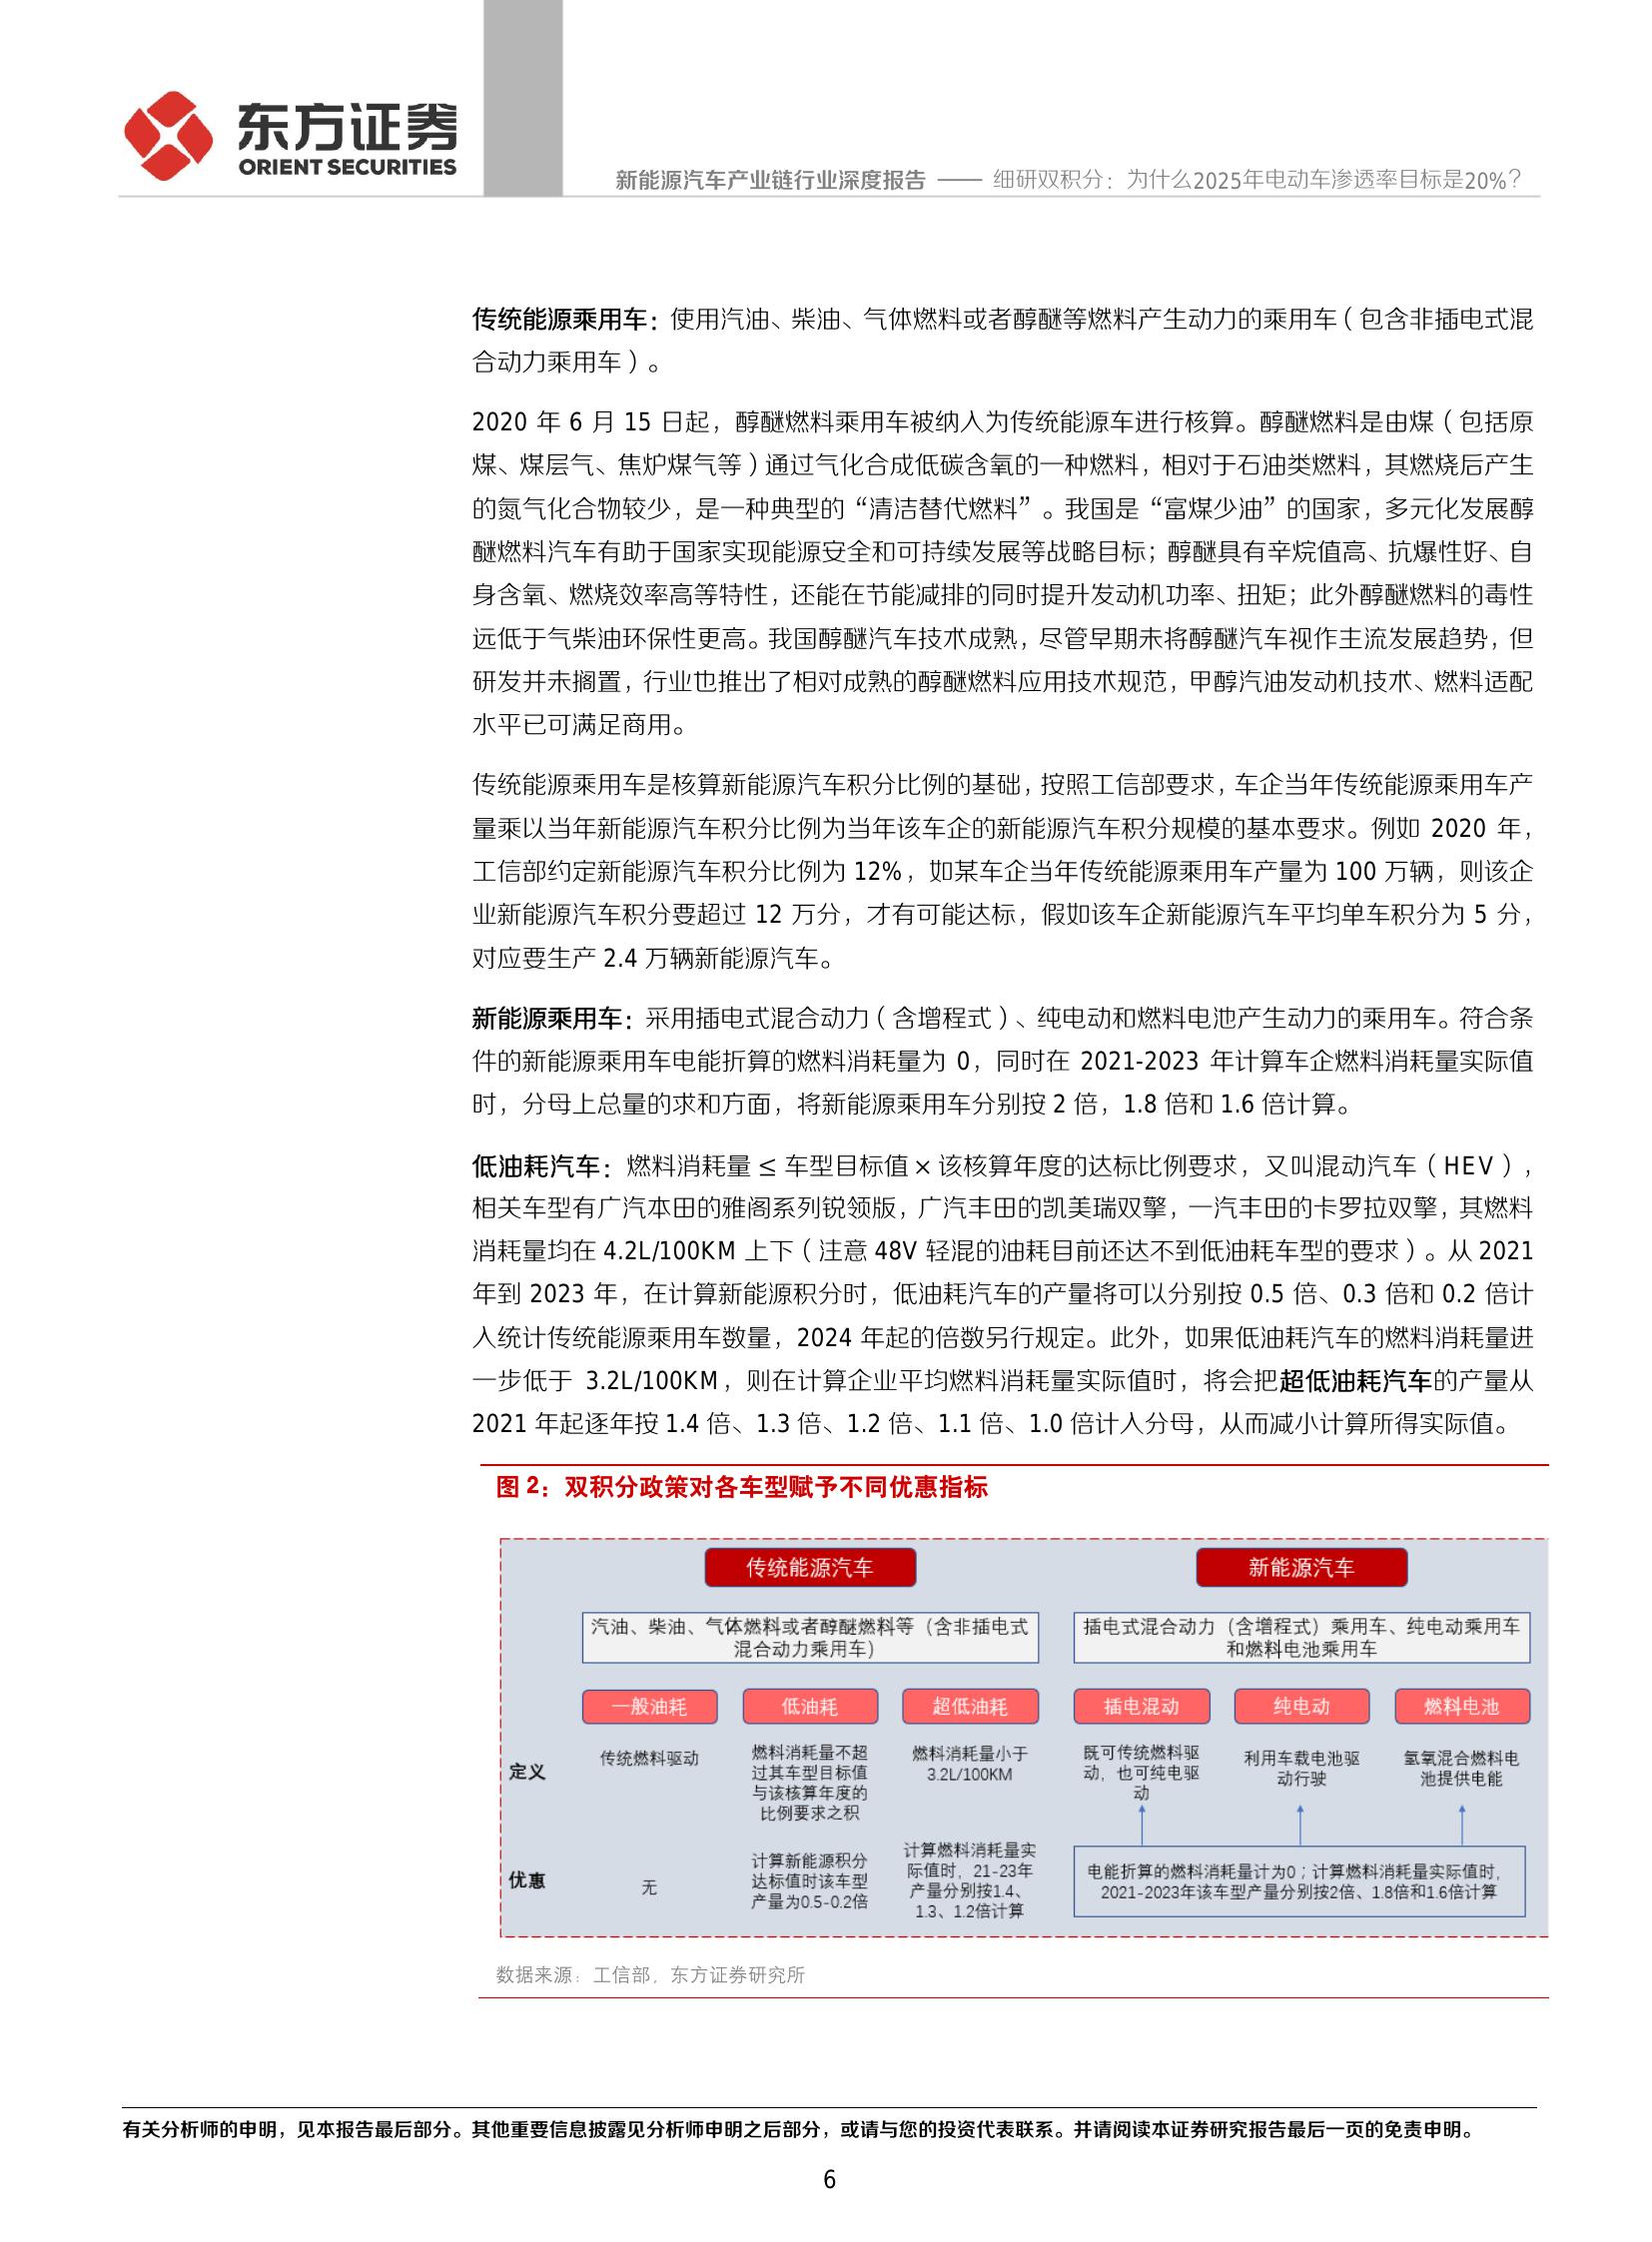 东方证券
ORIENT SECURITIES
新能源汽车产业链行业深度报告 —— 细研双积分：为什么2025年电动车渗透率目标是20%?
传统能源乘用车：使用汽油、柴油、气体燃料或者醇醚等燃料产生动力的乘用车（包含非插电式混
合动力乘用车）。
2020 年 6 月 15 日起，醇醚燃料乘用车被纳入为传统能源车进行核算。醇醚燃料是由煤（包括原
煤、煤层气、焦炉煤气等）通过气化合成低碳含氧的一种燃料，相对于石油类燃料，其燃烧后产生
的氮气化合物较少，是一种典型的“清洁替代燃料”。我国是“富煤少油”的国家，多元化发展醇
醚燃料汽车有助于国家实现能源安全和可持续发展等战略目标；醇醚具有辛烷值高、抗爆性好、自
身含氧、燃烧效率高等特性，还能在节能减排的同时提升发动机功率、扭矩；此外醇醚燃料的毒性
远低于气柴油环保性更高。我国醇醚汽车技术成熟，尽管早期未将醇醚汽车视作主流发展趋势，但
研发并未搁置，行业也推出了相对成熟的醇醚燃料应用技术规范，甲醇汽油发动机技术、燃料适配
水平已可满足商用。
传统能源乘用车是核算新能源汽车积分比例的基础，按照工信部要求，车企当年传统能源乘用车产
量乘以当年新能源汽车积分比例为当年该车企的新能源汽车积分规模的基本要求。例如 2020 年，
工信部约定新能源汽车积分比例为 12%，如某车企当年传统能源乘用车产量为 100 万辆，则该企
业新能源汽车积分要超过 12 万分，才有可能达标，假如该车企新能源汽车平均单车积分为 5 分，
对应要生产 2.4 万辆新能源汽车。
新能源乘用车：采用插电式混合动力（含增程式）、纯电动和燃料电池产生动力的乘用车。符合条
件的新能源乘用车电能折算的燃料消耗量为 0，同时在 2021-2023 年计算车企燃料消耗量实际值
时，分母上总量的求和方面，将新能源乘用车分别按 2 倍，1.8 倍和 1.6 倍计算。
低油耗汽车：燃料消耗量 ≤ 车型目标值 × 该核算年度的达标比例要求，又叫混动汽车（HEV），
相关车型有广汽本田的雅阁系列锐领版，广汽丰田的凯美瑞双擎，一汽丰田的卡罗拉双擎，其燃料
消耗量均在 4.2L/100KM 上下（注意 48V 轻混的油耗目前还达不到低油耗车型的要求）。从 2021
年到 2023 年，在计算新能源积分时，低油耗汽车的产量将可以分别按 0.5 倍、0.3 倍和 0.2 倍计
入统计传统能源乘用车数量，2024 年起的倍数另行规定。此外，如果低油耗汽车的燃料消耗量进
一步低于 3.2L/100KM，则在计算企业平均燃料消耗量实际值时，将会把超低油耗汽车的产量从
2021 年起逐年按 1.4 倍、1.3 倍、1.2 倍、1.1 倍、1.0 倍计入分母，从而减小计算所得实际值。
图 2：双积分政策对各车型赋予不同优惠指标
传统能源汽车 新能源汽车
汽油、柴油、气体燃料或者醇醚燃料等（含非插电式
混合动力乘用车）
插电式混合动力（含增程式）乘用车、纯电动乘用车
和燃料电池乘用车
一般油耗 低油耗 超低油耗 插电混动 纯电动 燃料电池
定义
传统燃料驱动
燃料消耗量不超
过其车型目标值
与该核算年度的
比例要求之积
燃料消耗量小于
3.2L/100KM
既可传统燃料驱
动，也可纯电驱
动
利用车载电池驱
动行驶
氢氧混合燃料电
池提供电能
优惠
无
计算新能源积分
达标值时该车型
产量为0.5-0.2倍
计算燃料消耗量实
际值时，21-23年
产量分别按1.4、
1.3、1.2倍计算
电能折算的燃料消耗量计为0；计算燃料消耗量实际值时，
2021-2023年该车型产量分别按2倍、1.8倍和1.6倍计算
数据来源：工信部，东方证券研究所
有关分析师的申明，见本报告最后部分。其他重要信息披露见分析师申明之后部分，或请与您的投资代表联系。并请阅读本证券研究报告最后一页的免责申明。
6